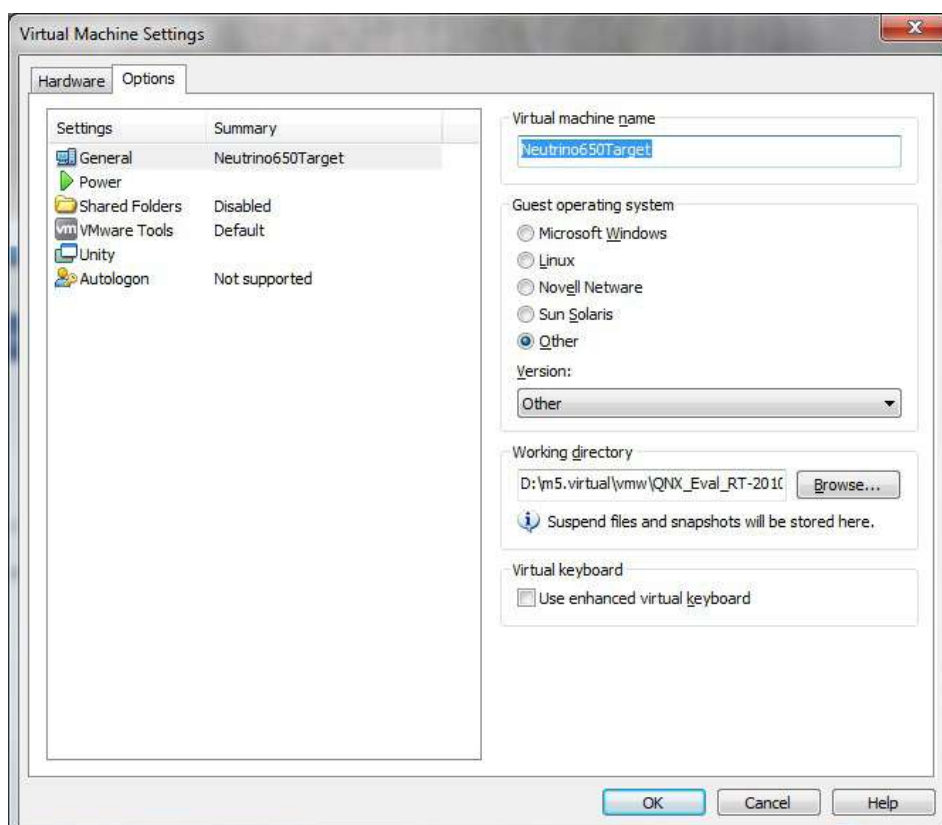 Virtual Machine Settings
Hardware
Options
Settings Summary
General Neutrino650Target
Power
Shared Folders Disabled
VMware Tools Default
Unity
Autologon Not supported
Virtual machine name
Neutrino650Target
Guest operating system
Microsoft Windows
Linux
Novell Netware
Sun Solaris
Other
Version:
Other
Working directory
D:\m5.virtual\vmw\QNX_Eval_RT-201( Browse...
Suspend files and snapshots will be stored here.
Virtual keyboard
Use enhanced virtual keyboard
OK Cancel Help